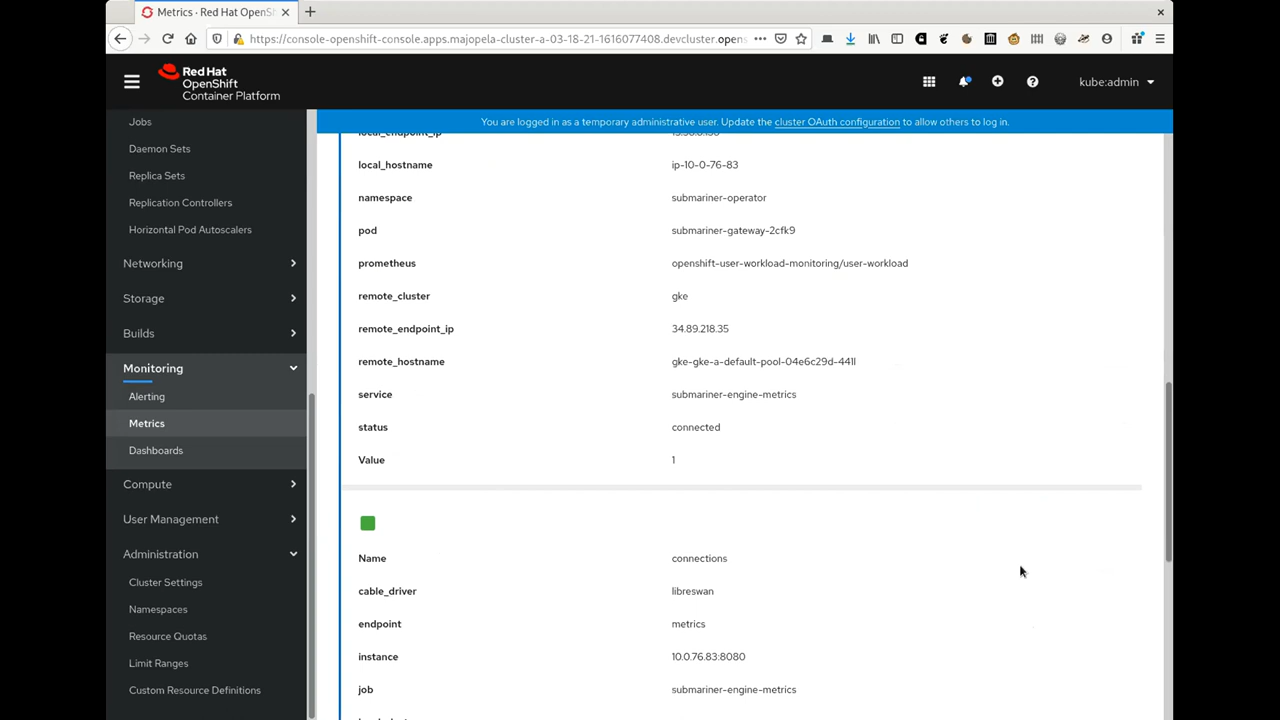 Metrics · Red Hat OpenSh
https://console-openshift-console.apps.majopela-cluster-a-03-18-21-1616077408.devcluster.opens
Red Hat
OpenShift
Container Platform
kube:admin
You are logged in as a temporary administrative user. Update the cluster OAuth configuration to allow others to log in.
Jobs
Daemon Sets
Replica Sets
Replication Controllers
Horizontal Pod Autoscalers
Networking
Storage
Builds
Monitoring
Alerting
Metrics
Dashboards
Compute
User Management
Administration
Cluster Settings
Namespaces
Resource Quotas
Limit Ranges
Custom Resource Definitions
local_endpoint_ip
local_hostname ip-10-0-76-83
namespace submariner-operator
pod submariner-gateway-2cfk9
prometheus openshift-user-workload-monitoring/user-workload
remote_cluster gke
remote_endpoint_ip 34.89.218.35
remote_hostname gke-gke-a-default-pool-04e6c29d-441l
service submariner-engine-metrics
status connected
Value 1
Name connections
cable_driver libreswan
endpoint metrics
instance 10.0.76.83:8080
job submariner-engine-metrics